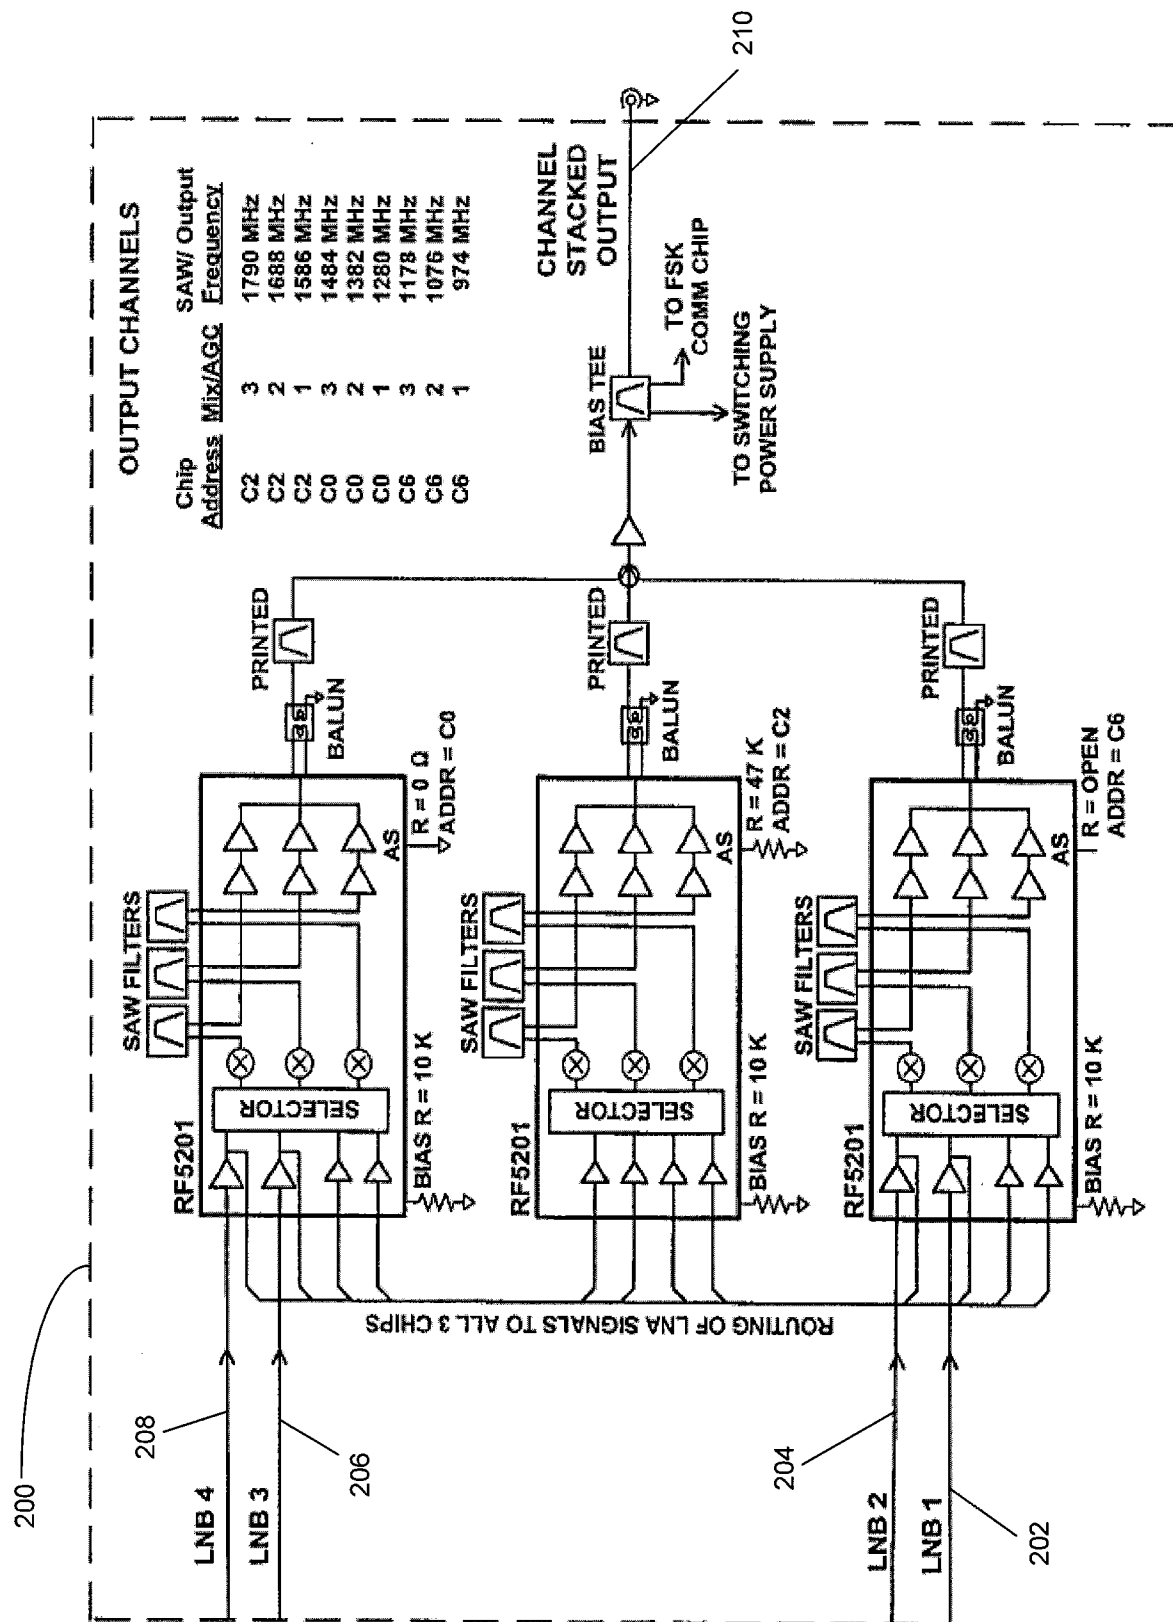 200
OUTPUT CHANNELS
Chip SAW/ Output
Address Mix/AGC Frequency
C2 3 1790 MHz
C2 2 1688 MHz
C2 1 1586 MHz
C0 3 1484 MHz
C0 2 1382 MHz
C0 1 1280 MHz
C6 3 1178 MHz
C6 2 1076 MHz
C6 1 974 MHz
LNB 4
208
LNB 3
206
RF5201
SAW FILTERS
SELECTOR
BIAS R = 10 K
AS
R = 0 Ω
ADDR = C0
BALUN
PRINTED
ROUTING OF LNA SIGNALS TO ALL 3 CHIPS
RF5201
SAW FILTERS
SELECTOR
BIAS R = 10 K
R = 47 K
ADDR = C2
BALUN
PRINTED
BIAS TEE
TO FSK
COMM CHIP
TO SWITCHING
POWER SUPPLY
CHANNEL
STACKED
OUTPUT
210
LNB 2
204
LNB 1
202
RF5201
SAW FILTERS
SELECTOR
BIAS R = 10 K
AS
R = OPEN
ADDR = C6
BALUN
PRINTED